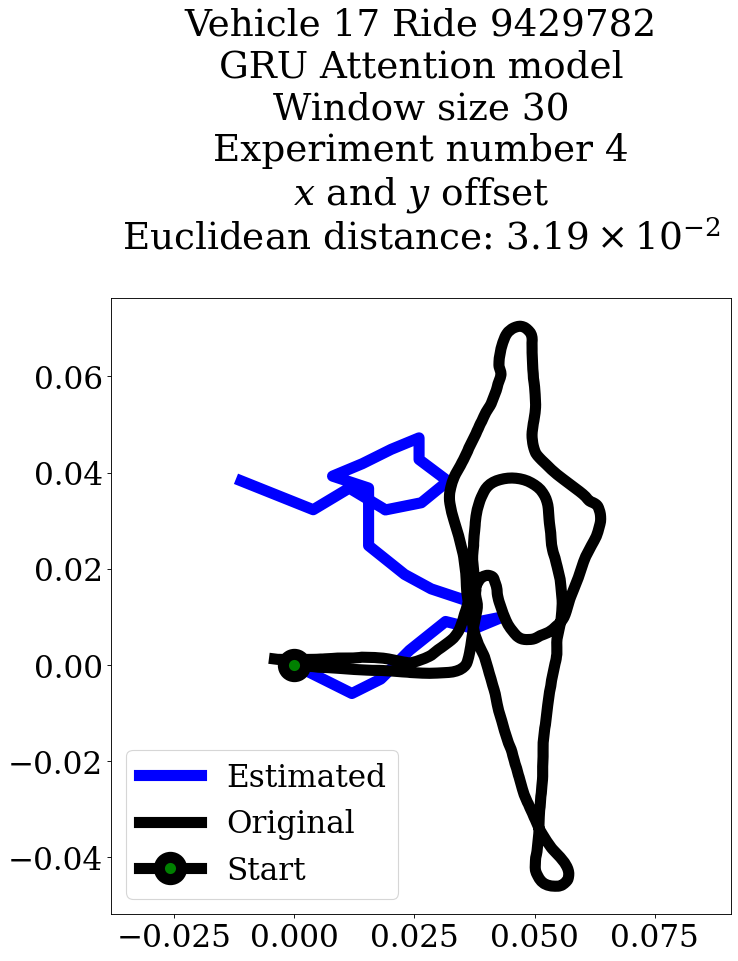 Vehicle 17 Ride 9429782
GRU Attention model
Window size 30
Experiment number 4
x and y offset
Euclidean distance: 3.19 × 10⁻²
0.06
0.04
0.02
0.00
−0.02
−0.04
Estimated
Original
Start
−0.025 0.000 0.025 0.050 0.075